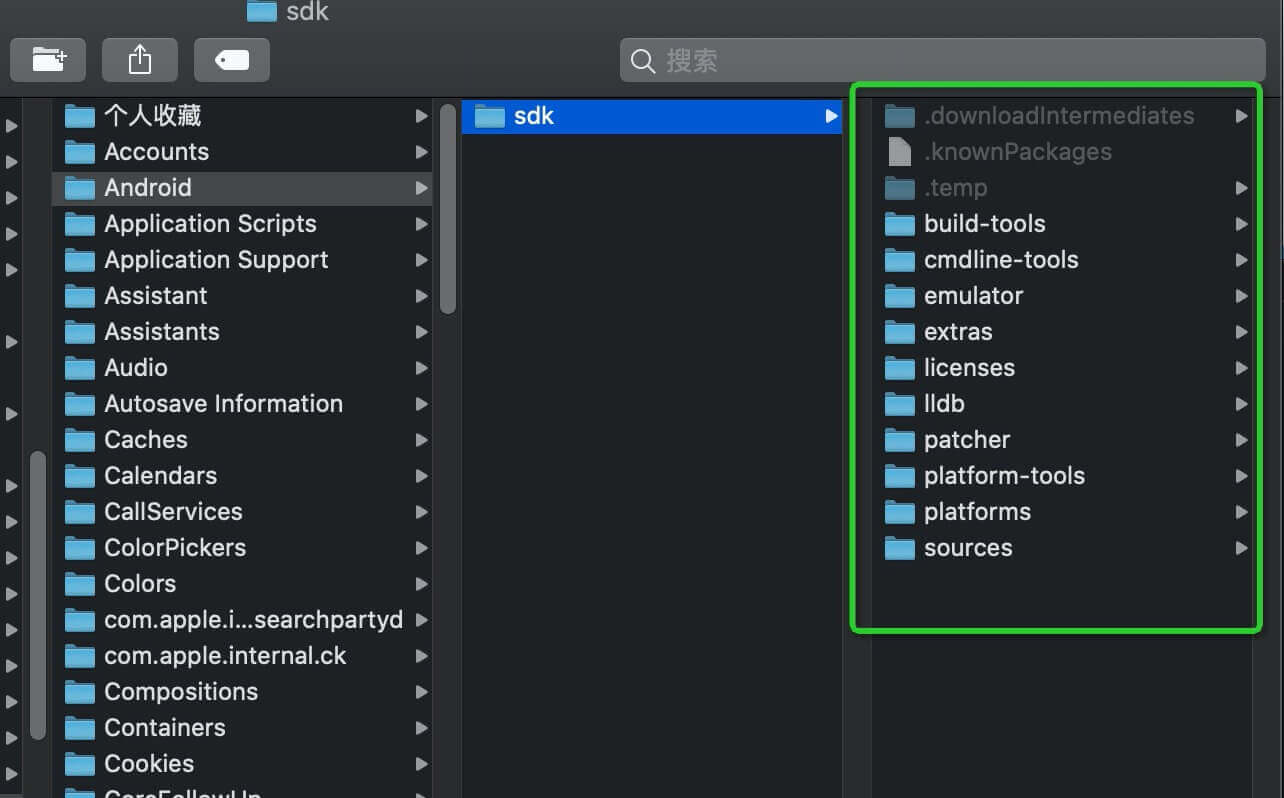 sdk
搜索
个人收藏
Accounts
Android
Application Scripts
Application Support
Assistant
Assistants
Audio
Autosave Information
Caches
Calendars
CallServices
ColorPickers
Colors
com.apple.i...searchpartyd
com.apple.internal.ck
Compositions
Containers
Cookies
CoreFollowUp
sdk
.downloadIntermediates
.knownPackages
.temp
build-tools
cmdline-tools
emulator
extras
licenses
lldb
patcher
platform-tools
platforms
sources